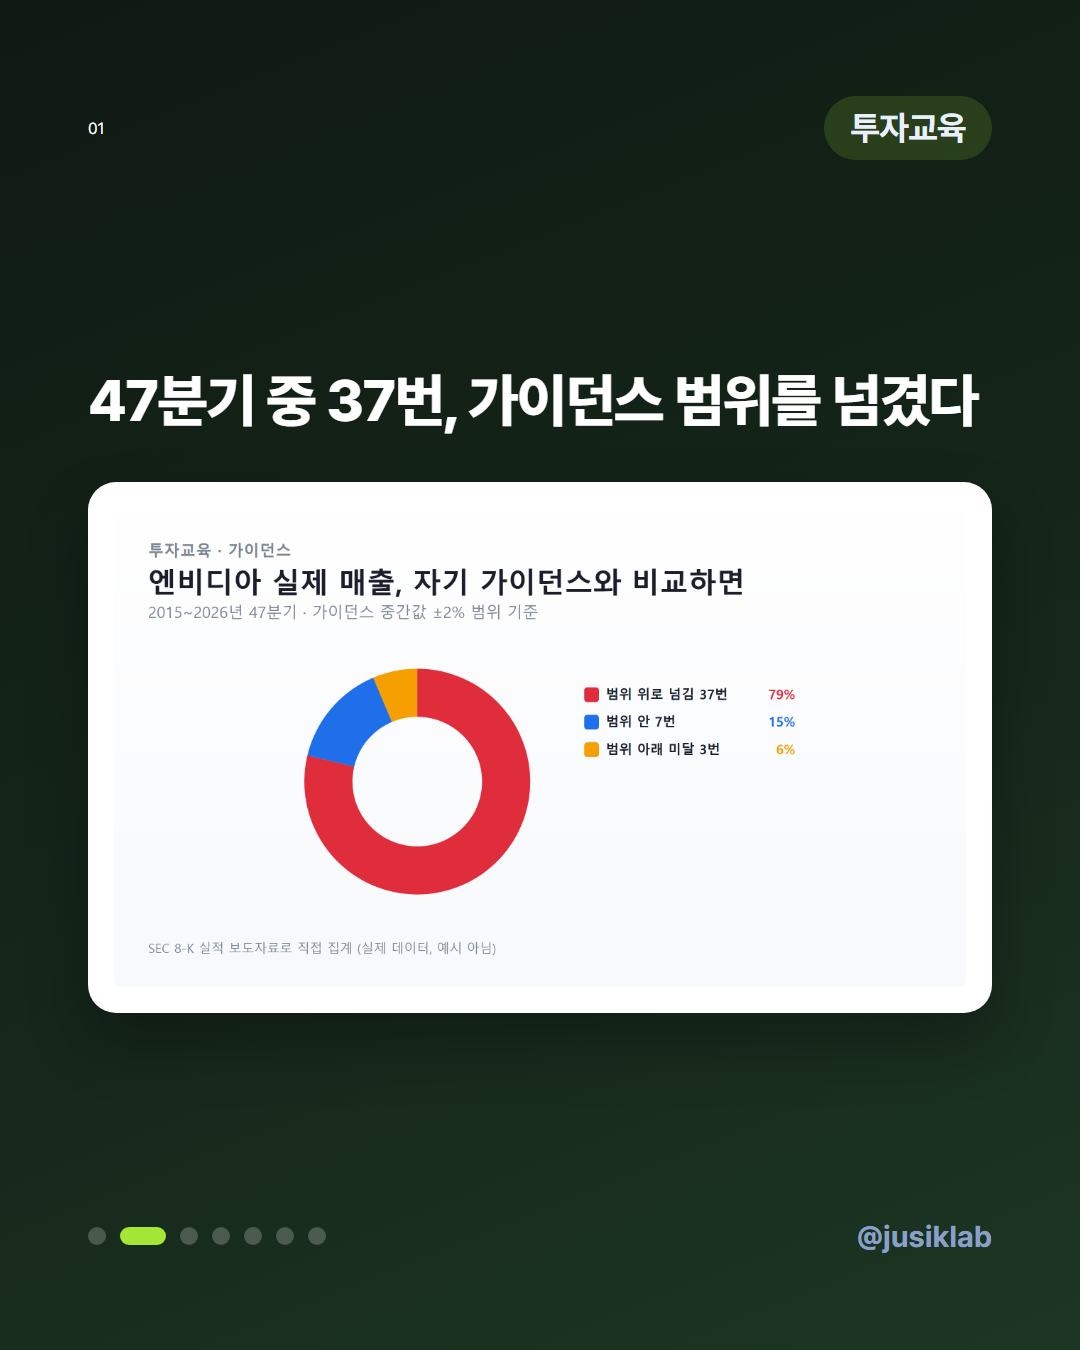 01
투자교육
47분기 중 37번, 가이던스 범위를 넘겼다
투자교육 · 가이던스
엔비디아 실제 매출, 자기 가이던스와 비교하면
2015~2026년 47분기 · 가이던스 중간값 ±2% 범위 기준
범위 위로 넘김 37번 79%
범위 안 7번 15%
범위 아래 미달 3번 6%
SEC 8-K 실적 보도자료로 직접 집계 (실제 데이터, 예시 아님)
@jusiklab